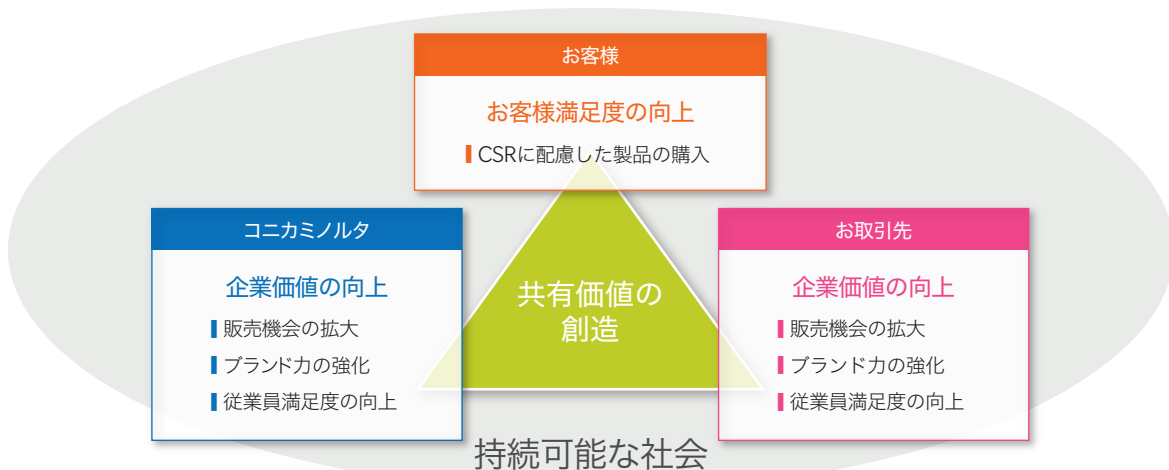 お客様
お客様満足度の向上
CSRに配慮した製品の購入
コニカミノルタ
企業価値の向上
販売機会の拡大
ブランド力の強化
従業員満足度の向上
共有価値の
創造
お取引先
企業価値の向上
販売機会の拡大
ブランド力の強化
従業員満足度の向上
持続可能な社会